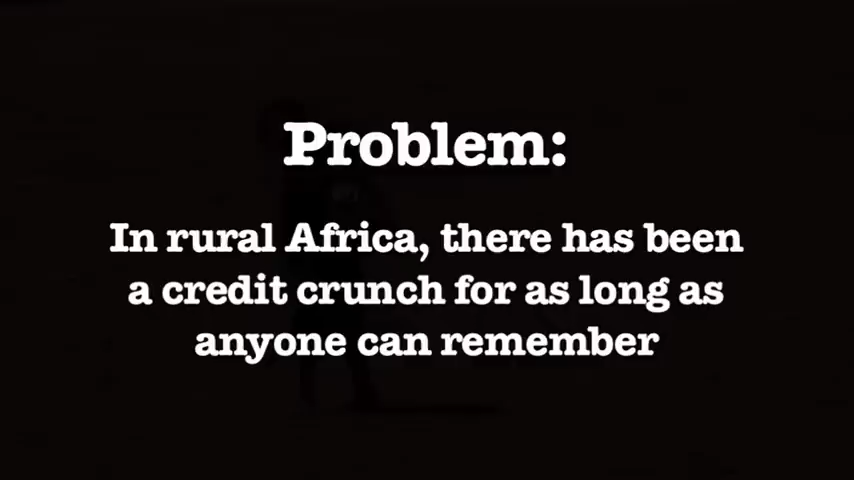 Problem:
In rural Africa, there has been
a credit crunch for as long as
anyone can remember